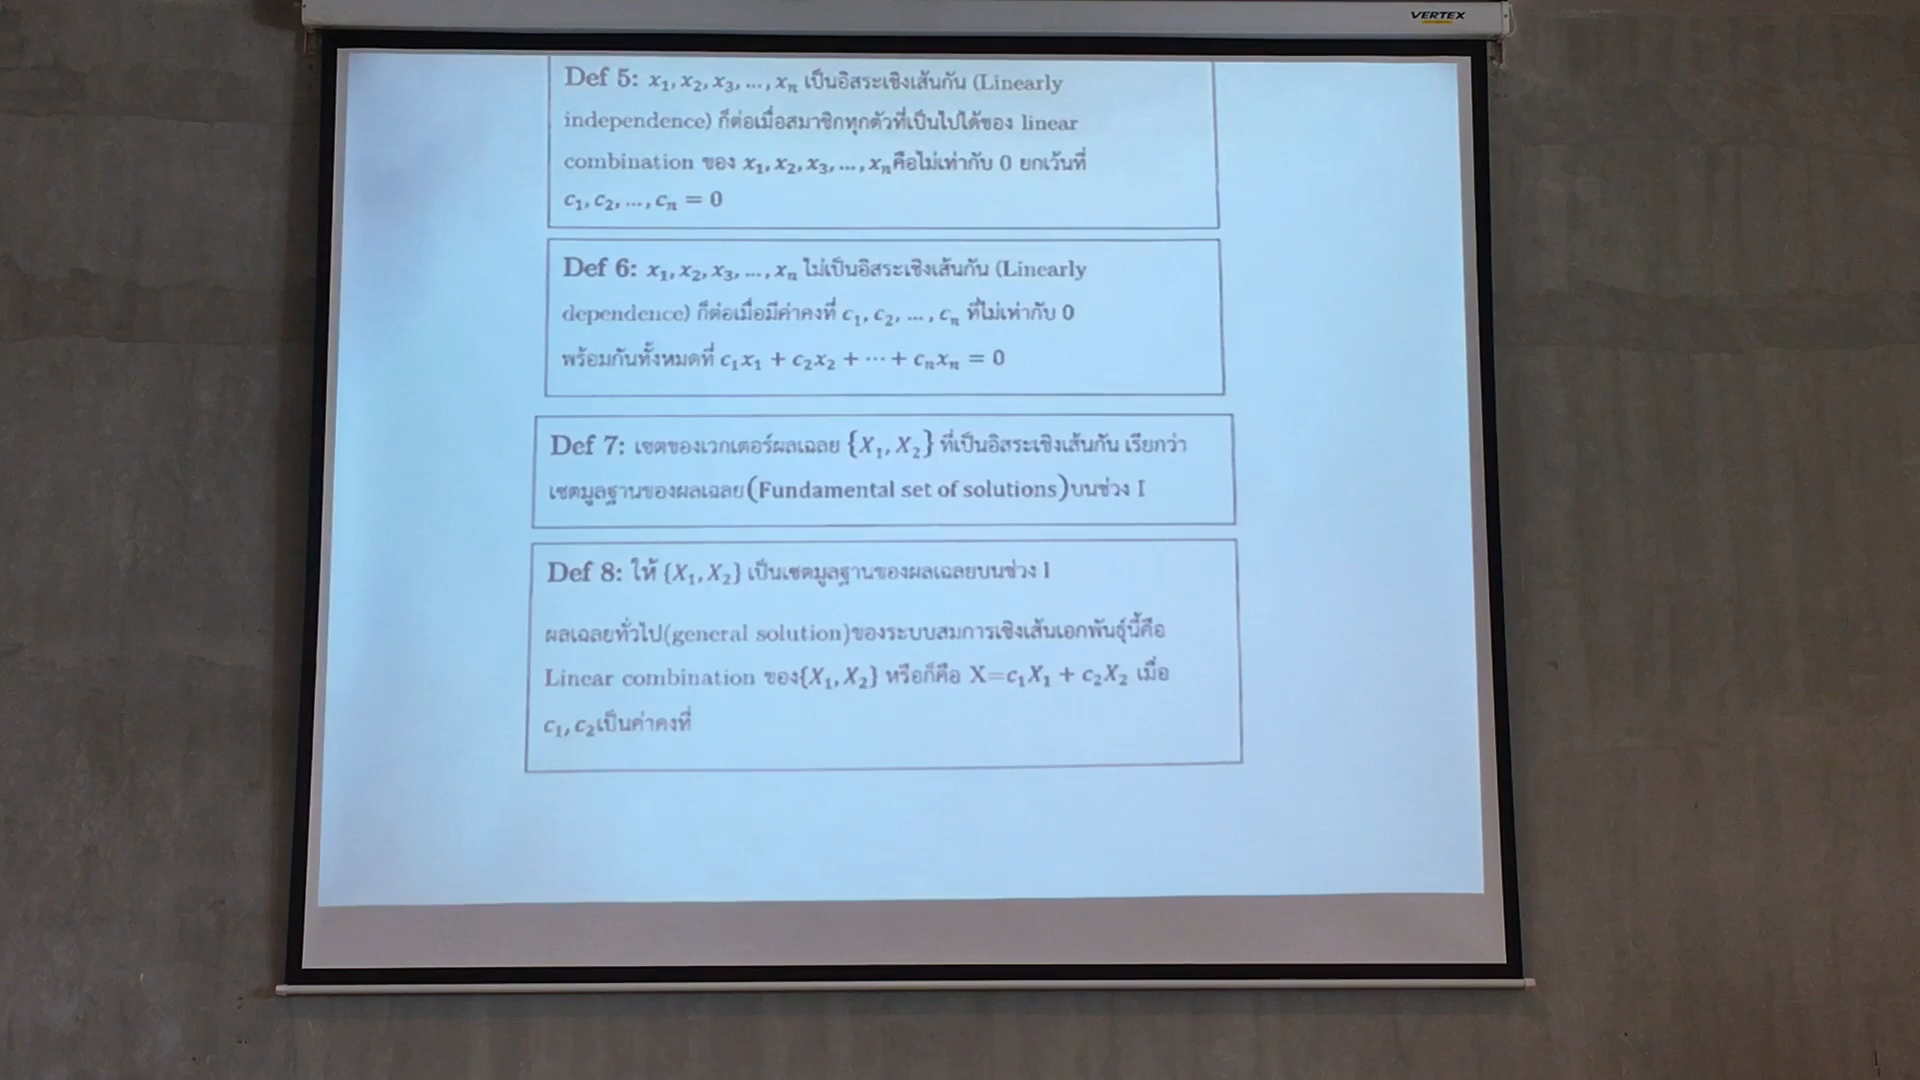 VERTEX
Def 5: x₁, x₂, x₃, ..., xₙ เป็นอิสระเชิงเส้นกัน (Linearly
independence) ก็ต่อเมื่อสมาชิกทุกตัวที่เป็นไปได้ของ linear
combination ของ x₁, x₂, x₃, ..., xₙคือไม่เท่ากับ 0 ยกเว้นที่
c₁, c₂, ..., cₙ = 0
Def 6: x₁, x₂, x₃, ..., xₙ ไม่เป็นอิสระเชิงเส้นกัน (Linearly
dependence) ก็ต่อเมื่อมีค่าคงที่ c₁, c₂, ..., cₙ ที่ไม่เท่ากับ 0
พร้อมกันทั้งหมดที่ c₁x₁ + c₂x₂ + ⋯ + cₙxₙ = 0
Def 7: เซตของเวกเตอร์ผลเฉลย {X₁, X₂} ที่เป็นอิสระเชิงเส้นกัน เรียกว่า
เซตมูลฐานของผลเฉลย(Fundamental set of solutions)บนช่วง I
Def 8: ให้ {X₁, X₂} เป็นเซตมูลฐานของผลเฉลยบนช่วง I
ผลเฉลยทั่วไป(general solution)ของระบบสมการเชิงเส้นเอกพันธุ์นี้คือ
Linear combination ของ{X₁, X₂} หรือก็คือ X=c₁X₁ + c₂X₂ เมื่อ
c₁, c₂เป็นค่าคงที่